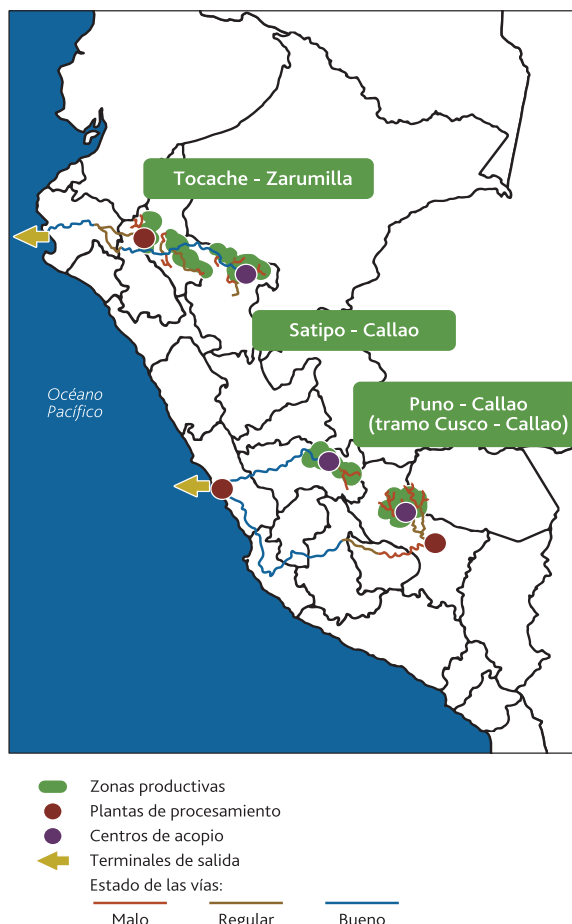 Tocache - Zarumilla
Satipo - Callao
Puno - Callao
(tramo Cusco - Callao)
Océano
Pacífico
Zonas productivas
Plantas de procesamiento
Centros de acopio
Terminales de salida
Estado de las vías:
Malo Regular Bueno